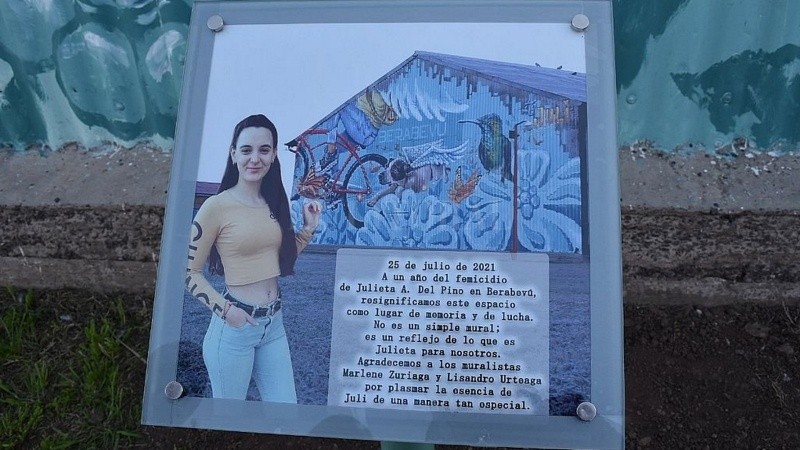 BERABEVÚ
25 de julio de 2021
A un año del femicidio
de Julieta A. Del Pino en Berabevú,
resignificamos este espacio
como lugar de memoria y de lucha.
No es un simple mural;
es un reflejo de lo que es
Julieta para nosotros.
Agradecemos a los muralistas
Marlene Zuriaga y Lisandro Urteaga
por plasmar la esencia de
Juli de una manera tan especial.